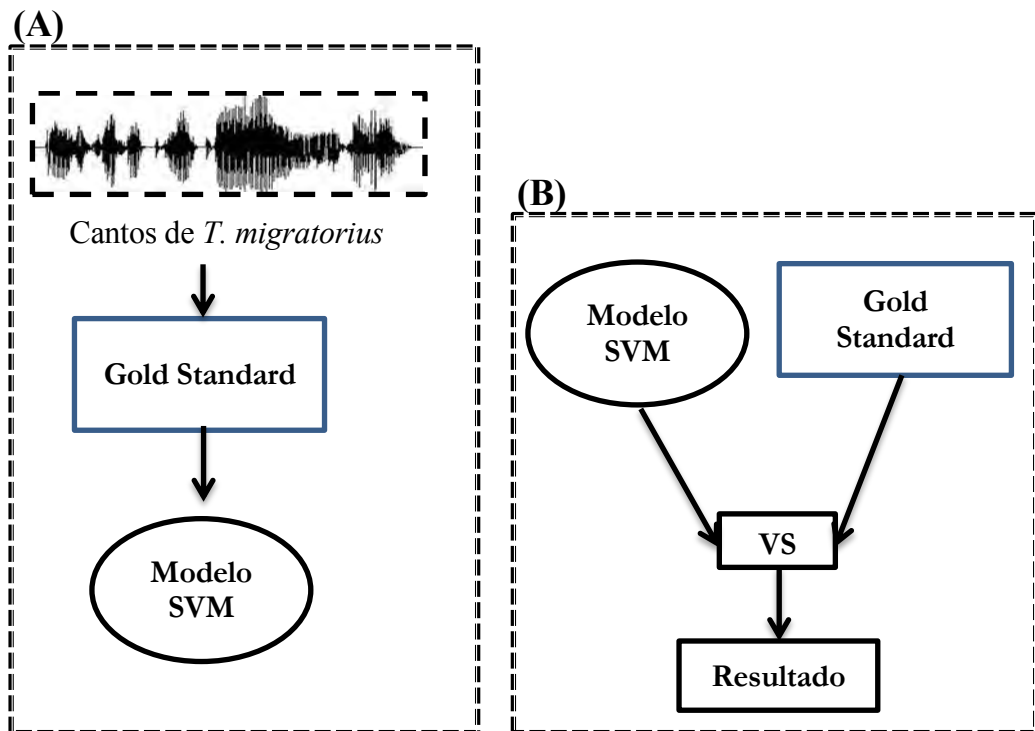 (A)
Cantos de T. migratorius
Gold Standard
Modelo
SVM
(B)
Modelo
SVM
Gold
Standard
VS
Resultado